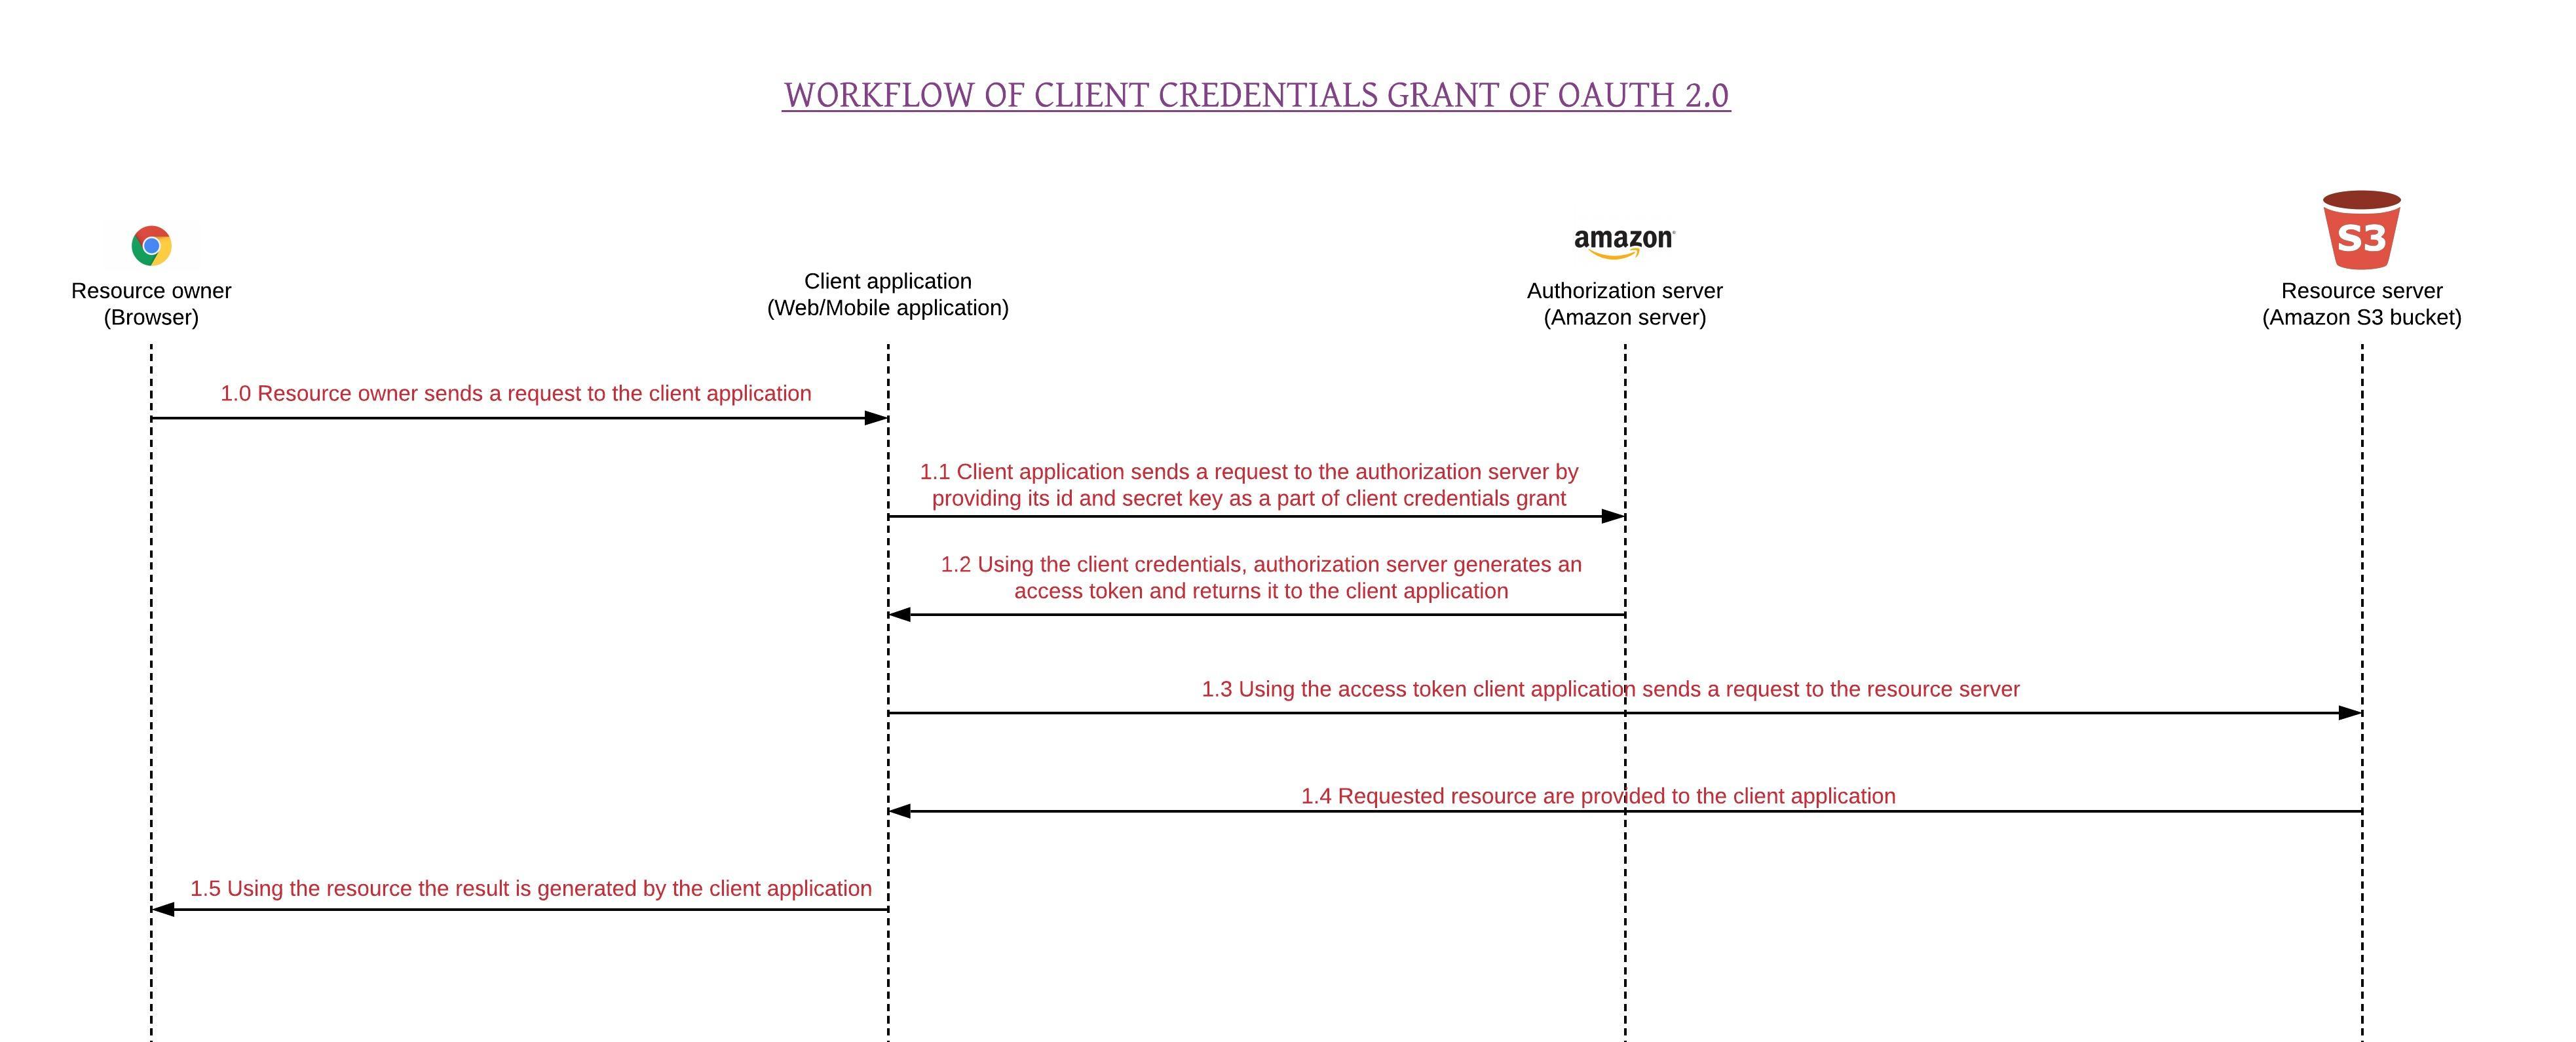 WORKFLOW OF CLIENT CREDENTIALS GRANT OF OAUTH 2.0
Resource owner
(Browser)
Client application
(Web/Mobile application)
amazon
Authorization server
(Amazon server)
S3
Resource server
(Amazon S3 bucket)
1.0 Resource owner sends a request to the client application
1.1 Client application sends a request to the authorization server by
providing its id and secret key as a part of client credentials grant
1.2 Using the client credentials, authorization server generates an
access token and returns it to the client application
1.3 Using the access token client application sends a request to the resource server
1.4 Requested resource are provided to the client application
1.5 Using the resource the result is generated by the client application